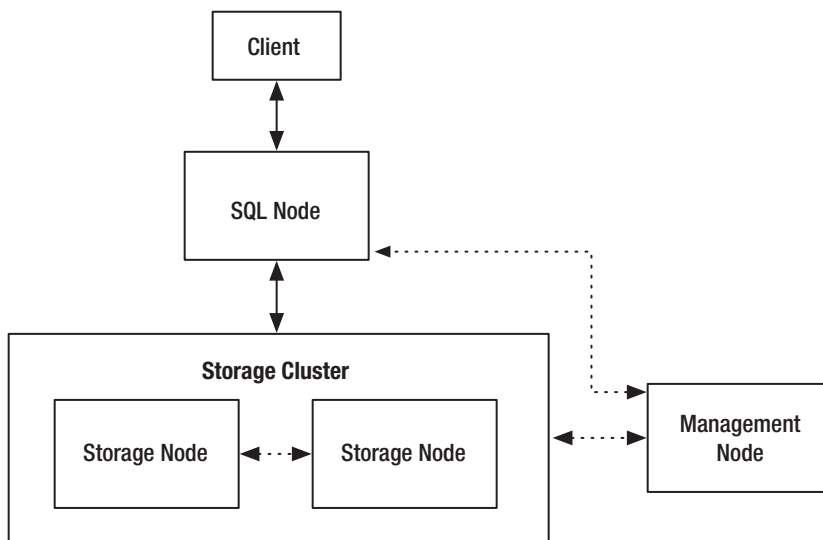 Client
SQL Node
Storage Cluster
Storage Node
Storage Node
Management
Node